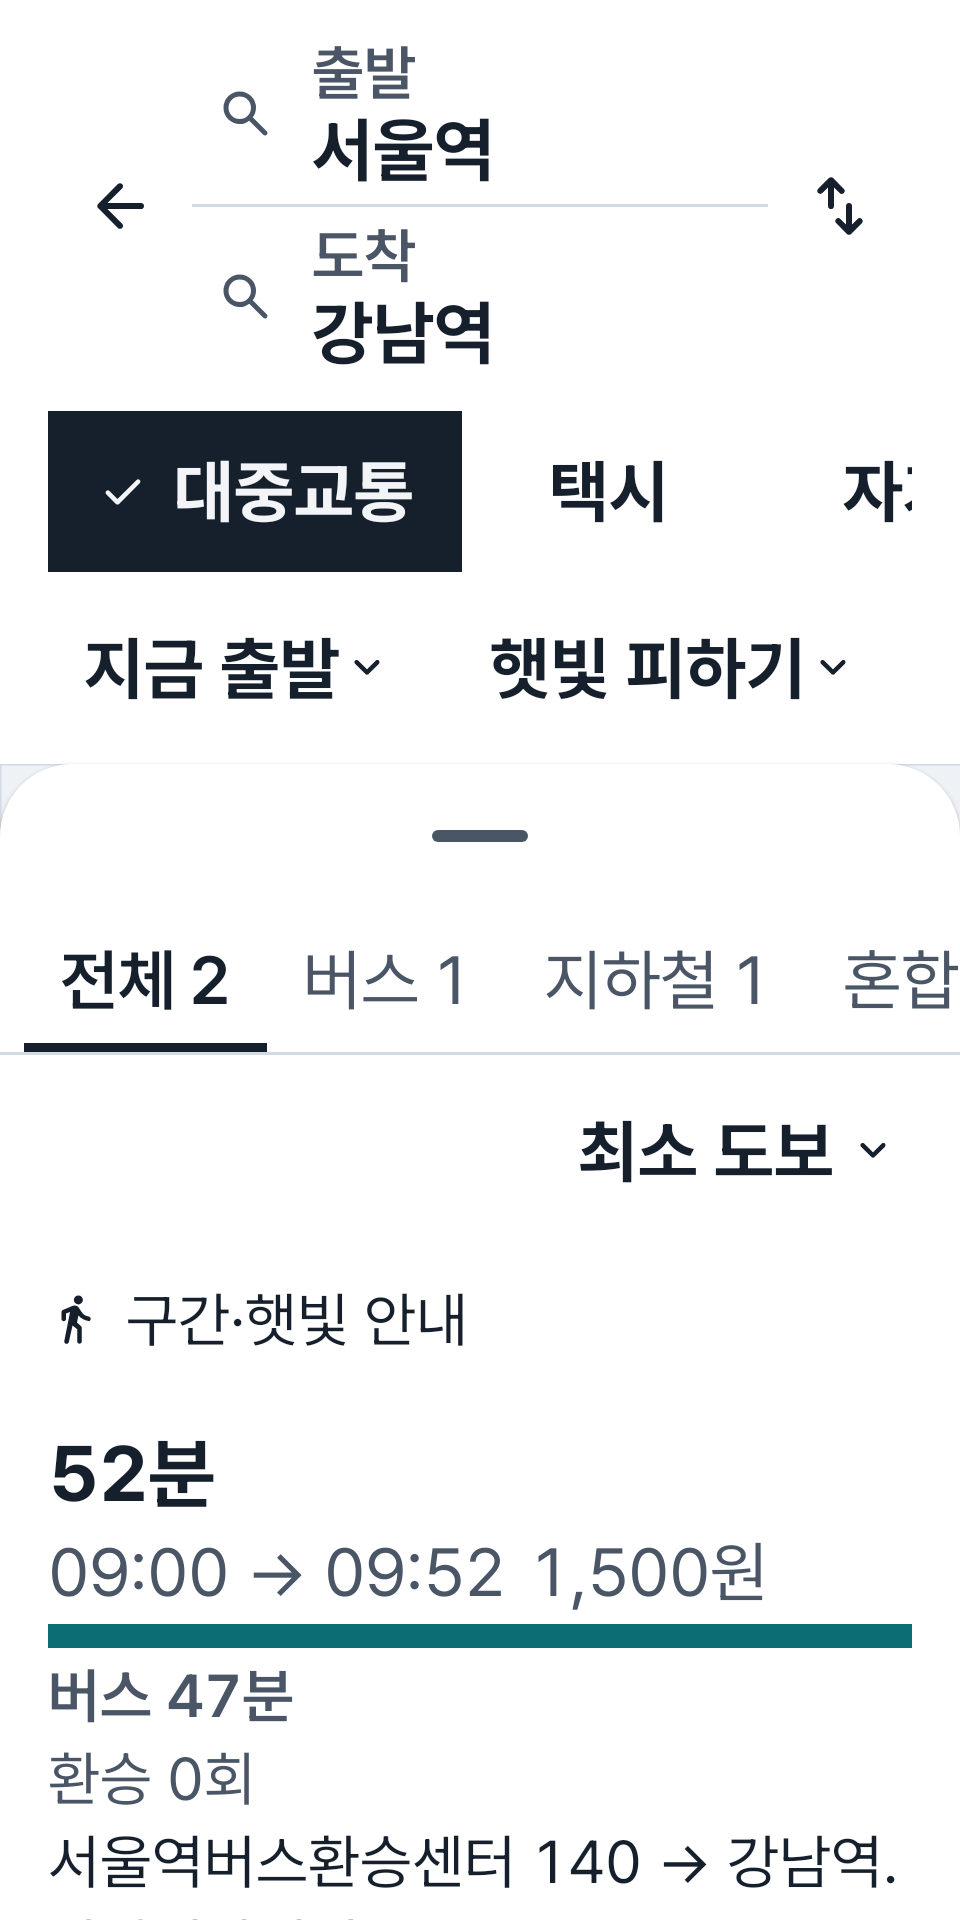 출발
서울역
도착
강남역
대중교통 택시
지금 출발 햇빛 피하기
전체 2 버스 1 지하철 1 혼합
최소 도보
구간·햇빛 안내
52분
09:00 → 09:52 1,500원
버스 47분
환승 0회
서울역버스환승센터 140 → 강남역.